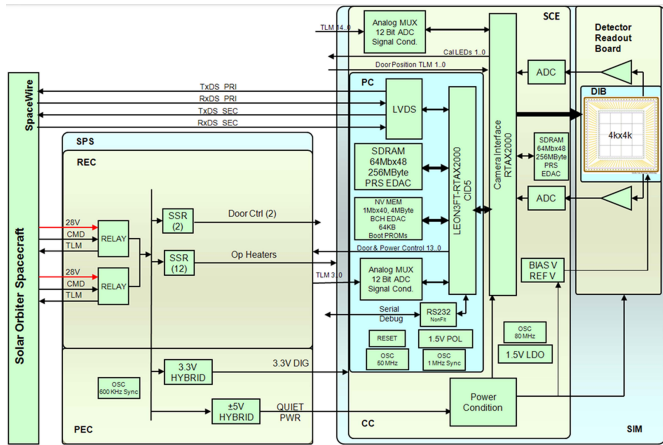 SCE
Detector
Readout
Board
TLM 14..0
Analog MUX
12 Bit ADC
Signal Cond.
Cal LEDs 1..0
Door Position TLM 1..0
ADC
SpaceWire
TxDS PRI
RxDS PRI
TxDS SEC
RxDS SEC
PC
LVDS
DIB
4kx4k
Camera Interface
RTAX2000
SPS
REC
SDRAM
64Mbx48
256MByte
PRS EDAC
LEON3FT-RTAX2000
CID5
SDRAM
64Mbx48
256MByte
PRS
EDAC
NV MEM
1Mbx40, 4MByte
BCH EDAC
64KB
Boot PROMs
ADC
Solar Orbiter Spacecraft
28V
CMD
TLM
RELAY
SSR
(2)
Door Ctrl (2)
SSR
(12)
Op Heaters
Door & Power Control 13..0
28V
CMD
TLM
RELAY
TLM 3..0
Analog MUX
12 Bit ADC
Signal Cond.
BIAS V
REF V
Serial
Debug
RS232
NonFlt
RESET
1.5V POL
OSC
80 MHz
OSC
50 MHz
OSC
1 MHz Sync
1.5V LDO
3.3V
HYBRID
3.3V DIG
OSC
600 KHz Sync
±5V
HYBRID
QUIET
PWR
Power
Condition
PEC
CC
SIM